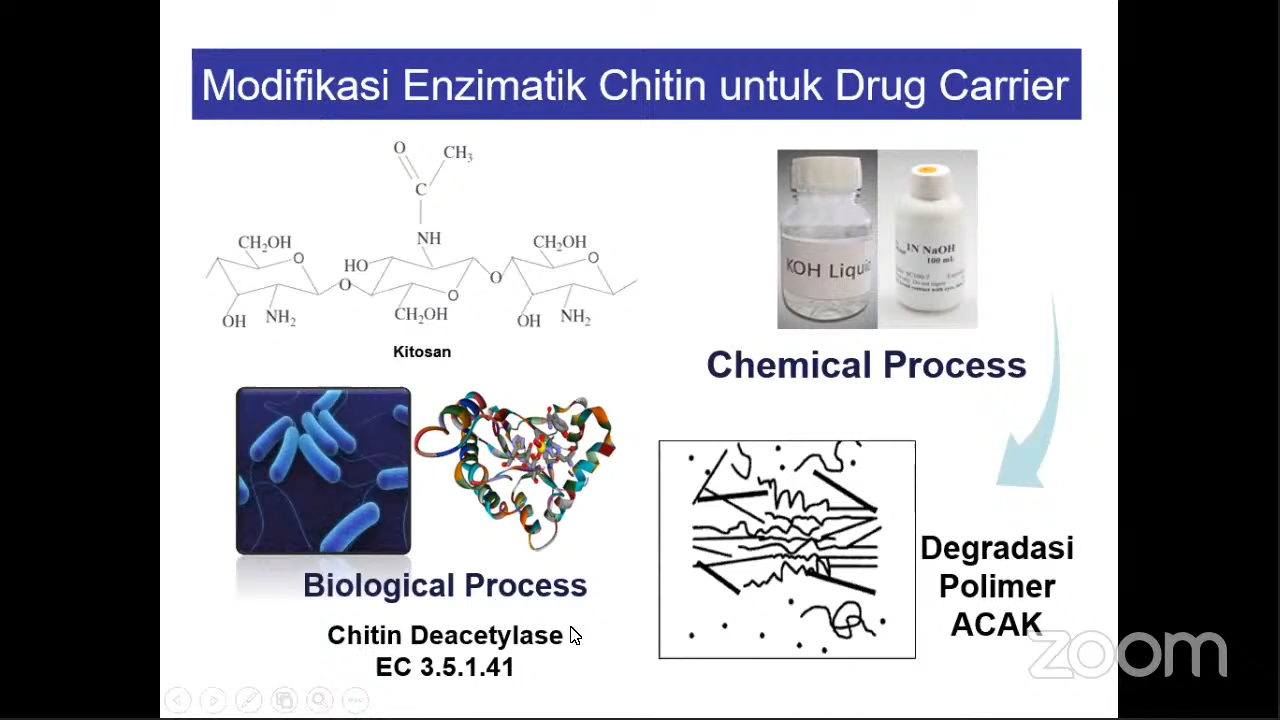 Modifikasi Enzimatik Chitin untuk Drug Carrier
O
CH₃
C
NH
CH₂OH
O
HO
O
O
CH₂OH
O
OH
NH₂
O
CH₂OH
OH
NH₂
Kitosan
KOH Liquid
1N NaOH
100 mL
Chemical Process
Biological Process
Chitin Deacetylase
EC 3.5.1.41
Degradasi
Polimer
ACAK
zoom